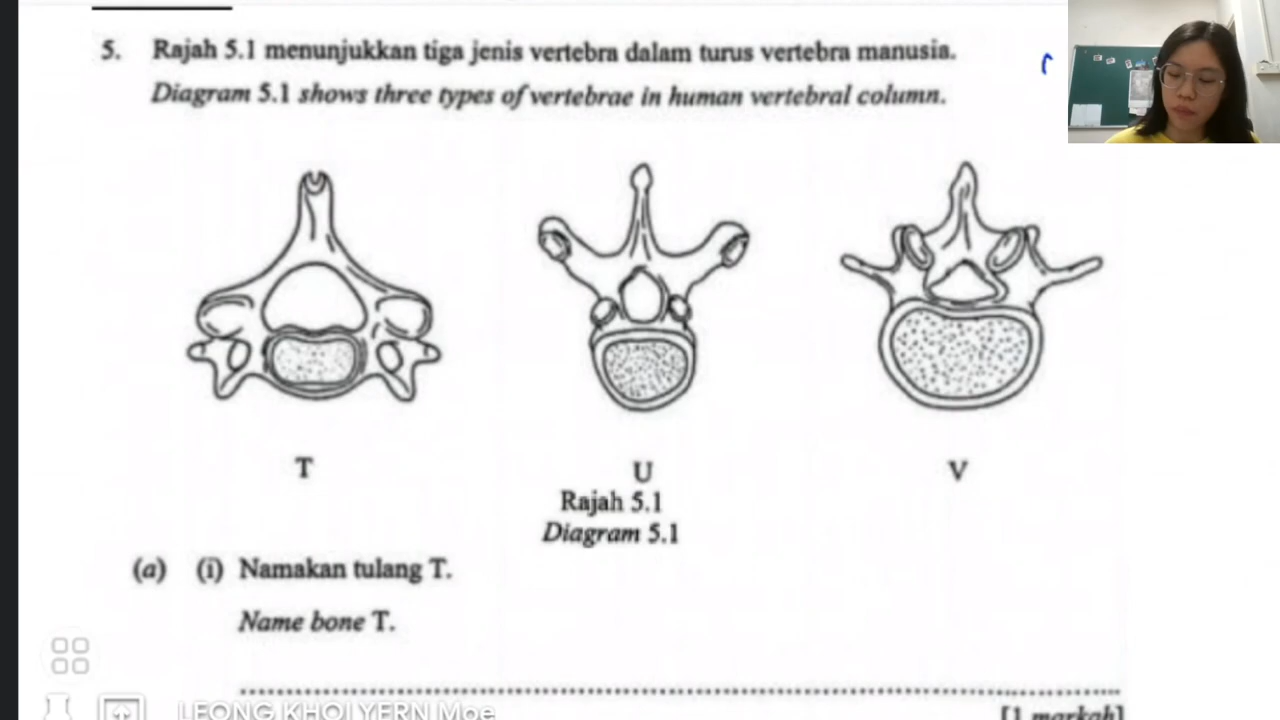 5. Rajah 5.1 menunjukkan tiga jenis vertebra dalam turus vertebra manusia.
Diagram 5.1 shows three types of vertebrae in human vertebral column.
T U V
Rajah 5.1
Diagram 5.1
(a) (i) Namakan tulang T.
Name bone T.
LEONG KHOI YERN Moe
[1 markah]